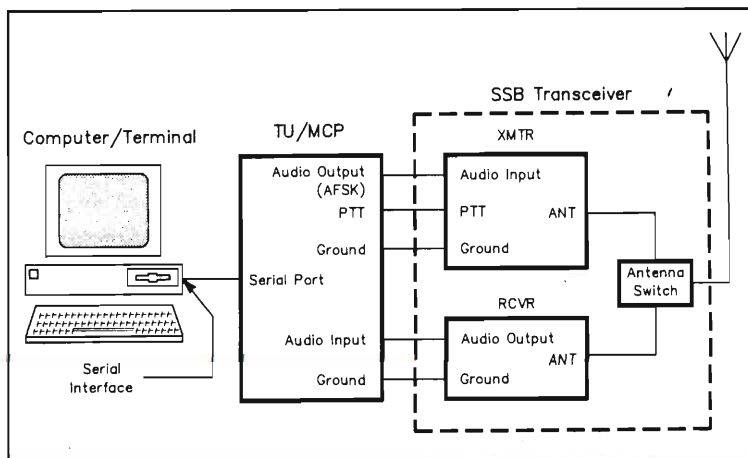 SSB Transceiver
Computer/Terminal
TU/MCP
XMTR
Audio Output
(AFSK)
PTT
Ground
Serial Port
Audio Input
Ground
Audio Input
PTT
ANT
Ground
Antenna
Switch
RCVR
Audio Output
ANT
Ground
Serial
Interface